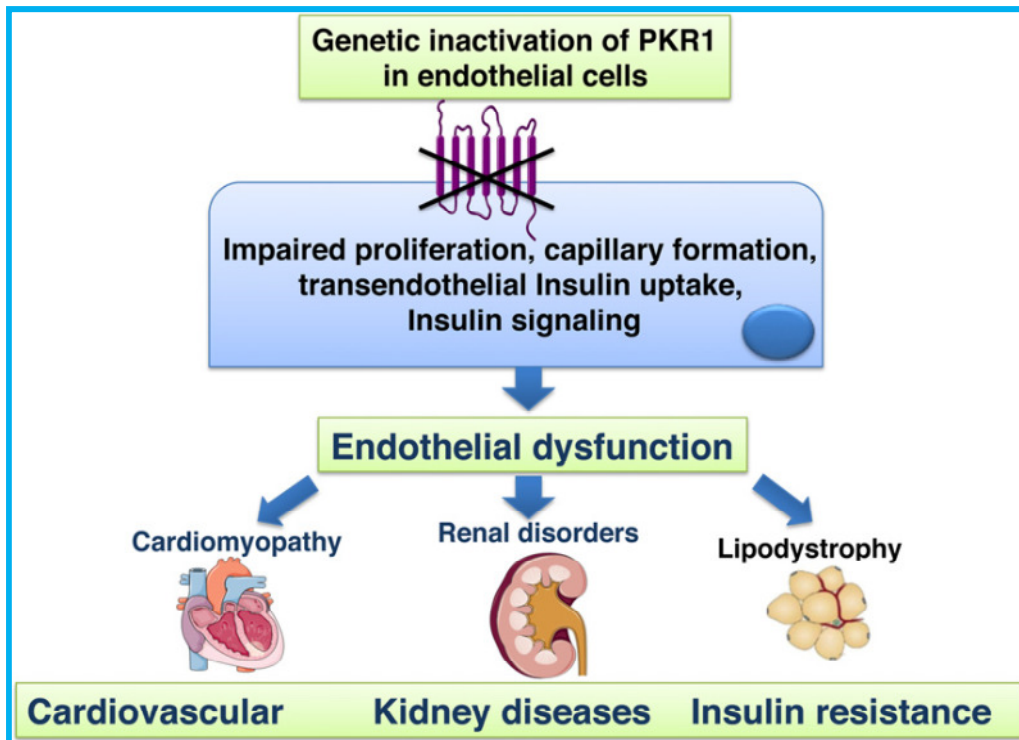 Genetic inactivation of PKR1
in endothelial cells
Impaired proliferation, capillary formation,
transendothelial Insulin uptake,
Insulin signaling
Endothelial dysfunction
Cardiomyopathy
Renal disorders
Lipodystrophy
Cardiovascular
Kidney diseases
Insulin resistance